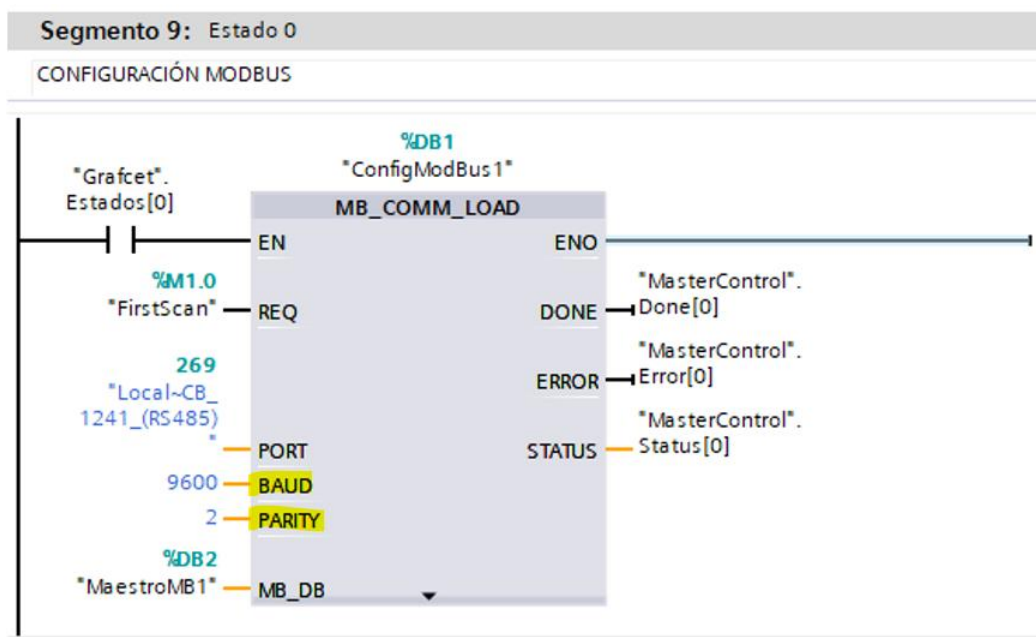 Segmento 9: Estado 0
CONFIGURACIÓN MODBUS
%DB1
"ConfigModBus1"
"Grafcet".
Estados[0]
MB_COMM_LOAD
EN
ENO
%M1.0
"FirstScan"
REQ
"MasterControl".
DONE
Done[0]
"MasterControl".
ERROR
Error[0]
269
"Local~CB_
1241_(RS485)
"
PORT
"MasterControl".
STATUS
Status[0]
9600
BAUD
2
PARITY
%DB2
"MaestroMB1"
MB_DB